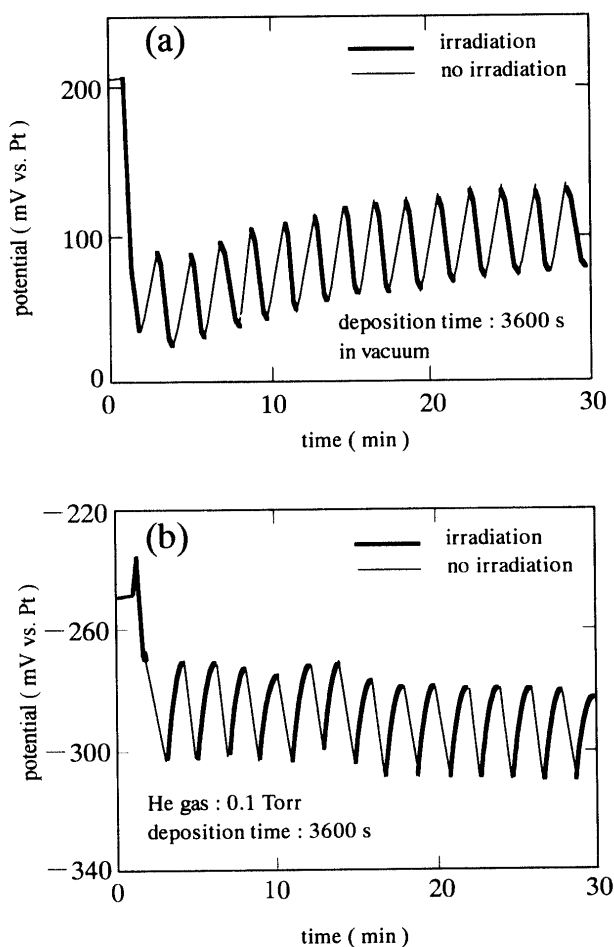 (a)
irradiation
no irradiation
200
100
0
potential ( mV vs. Pt )
deposition time : 3600 s
in vacuum
0 10 20 30
time ( min )
−220
(b)
irradiation
no irradiation
−260
−300
−340
potential ( mV vs. Pt )
He gas : 0.1 Torr
deposition time : 3600 s
0 10 20 30
time ( min )